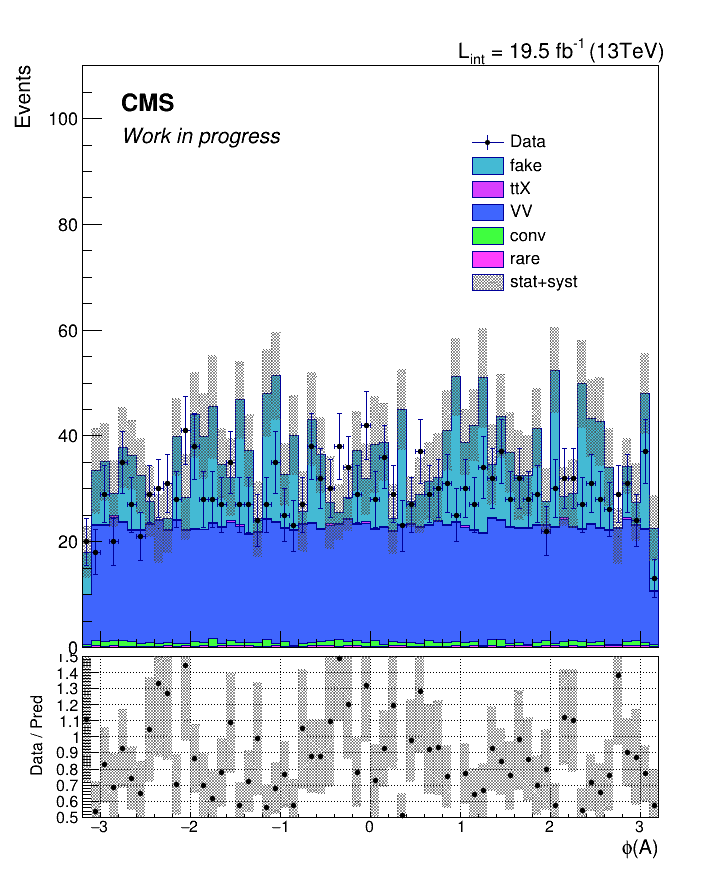 L_int = 19.5 fb^-1 (13TeV)
Events
CMS
Work in progress
Data
fake
ttX
VV
conv
rare
stat+syst
100
80
60
40
20
0
Data / Pred
1.5
1.4
1.3
1.2
1.1
1
0.9
0.8
0.7
0.6
0.5
−3 −2 −1 0 1 2 3
ϕ(A)